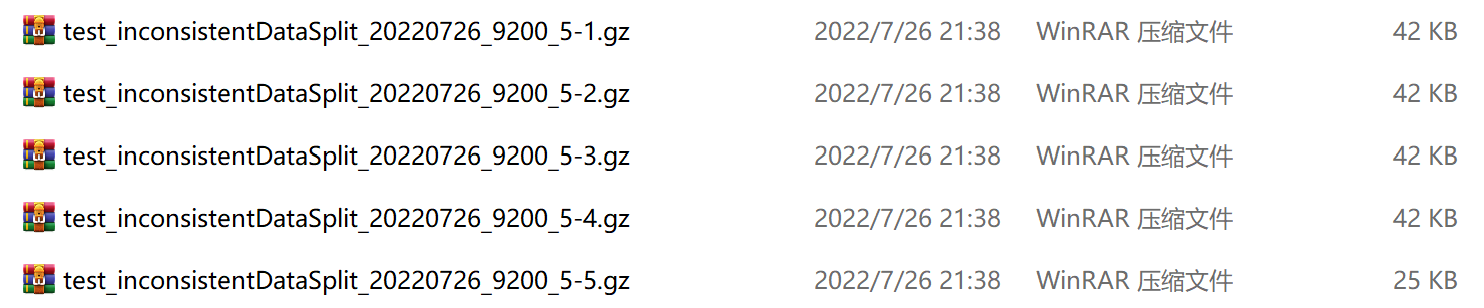 test_inconsistentDataSplit_20220726_9200_5-1.gz 2022/7/26 21:38 WinRAR 压缩文件 42 KB
test_inconsistentDataSplit_20220726_9200_5-2.gz 2022/7/26 21:38 WinRAR 压缩文件 42 KB
test_inconsistentDataSplit_20220726_9200_5-3.gz 2022/7/26 21:38 WinRAR 压缩文件 42 KB
test_inconsistentDataSplit_20220726_9200_5-4.gz 2022/7/26 21:38 WinRAR 压缩文件 42 KB
test_inconsistentDataSplit_20220726_9200_5-5.gz 2022/7/26 21:38 WinRAR 压缩文件 25 KB